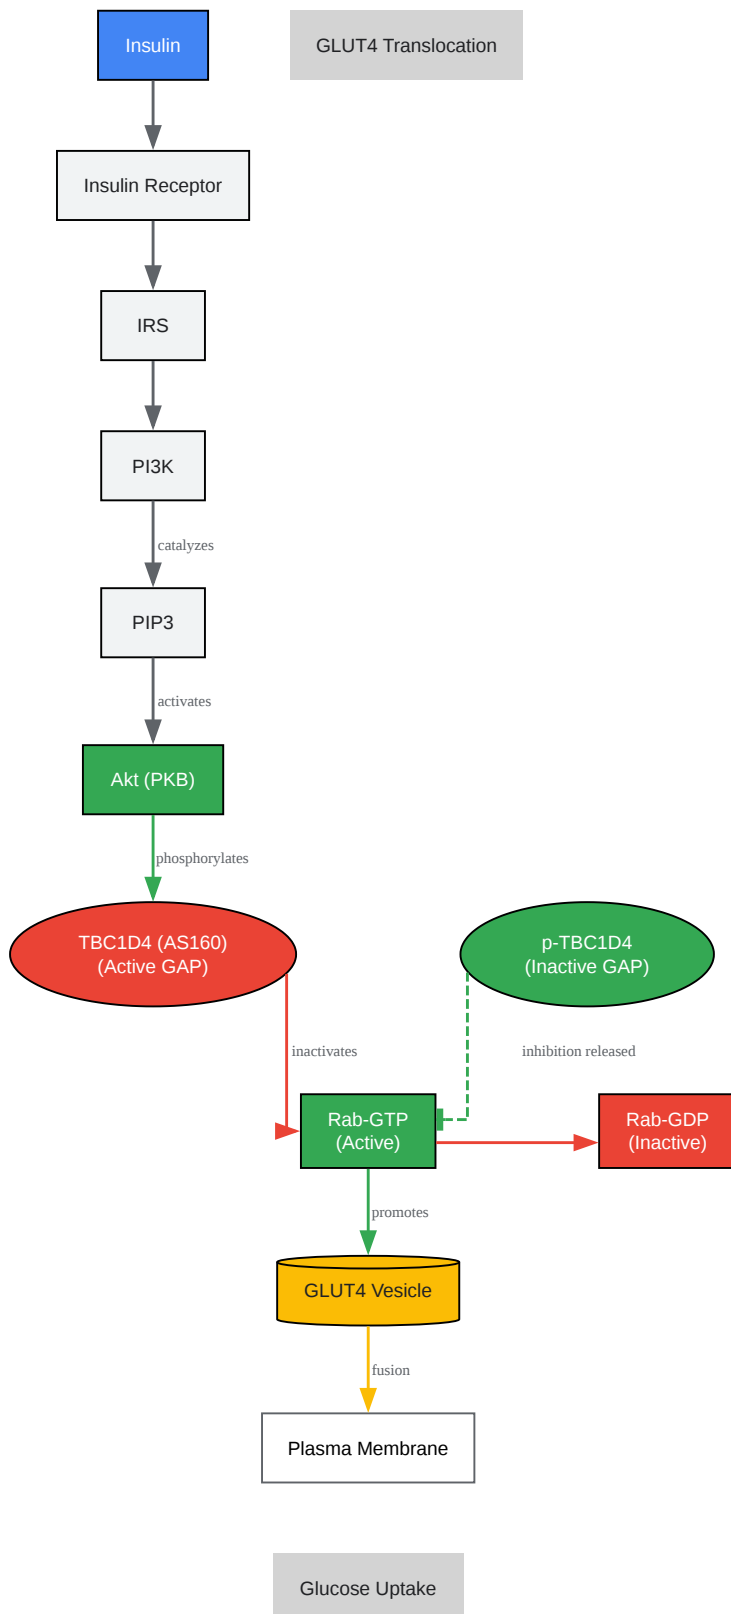 Insulin
GLUT4 Translocation
Insulin Receptor
IRS
PI3K
catalyzes
PIP3
activates
Akt (PKB)
phosphorylates
TBC1D4 (AS160)
(Active GAP)
p-TBC1D4
(Inactive GAP)
inactivates
inhibition released
Rab-GTP
(Active)
Rab-GDP
(Inactive)
promotes
GLUT4 Vesicle
fusion
Plasma Membrane
Glucose Uptake